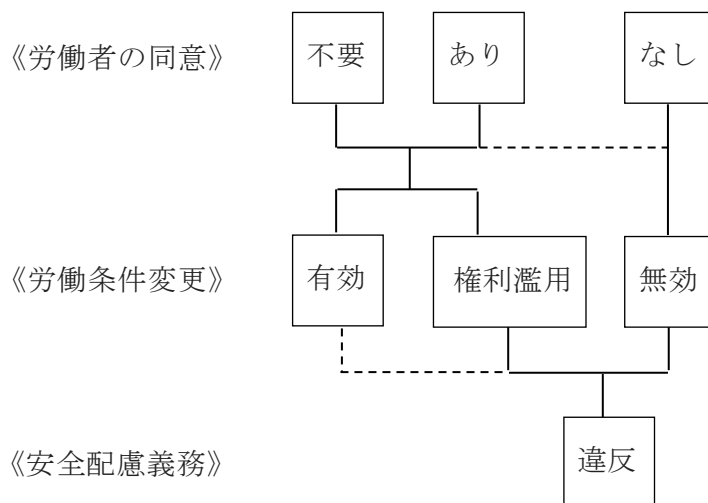 《労働者の同意》 不要 あり なし
《労働条件変更》 有効 権利濫用 無効
《安全配慮義務》 違反